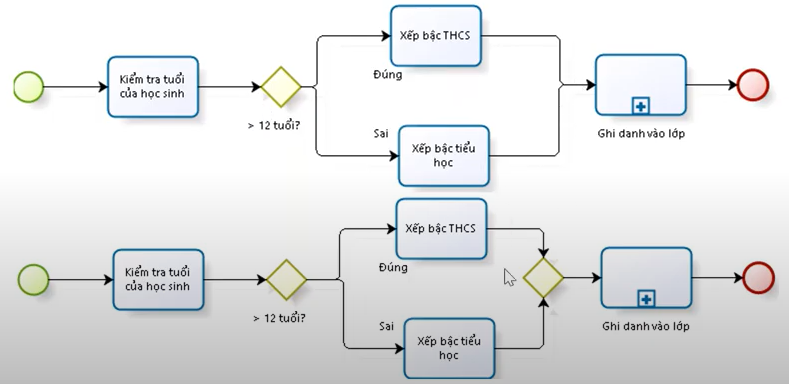 Xếp bậc THCS
Kiểm tra tuổi
của học sinh
Đúng
> 12 tuổi?
Sai
Xếp bậc tiểu
học
Ghi danh vào lớp
Xếp bậc THCS
Kiểm tra tuổi
của học sinh
Đúng
> 12 tuổi?
Sai
Xếp bậc tiểu
học
Ghi danh vào lớp